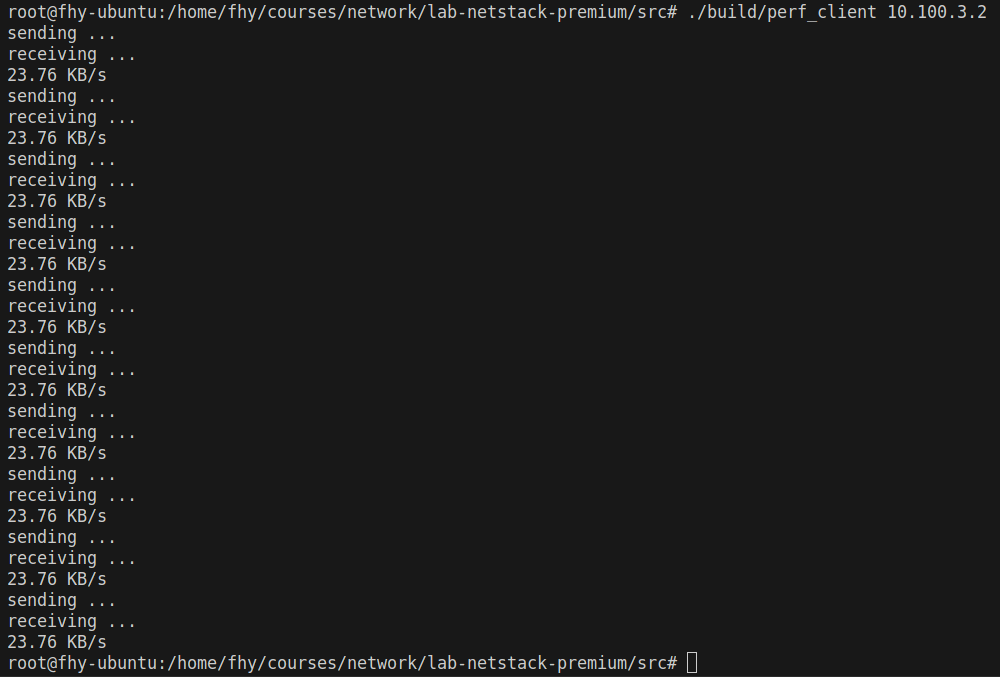 root@fhy-ubuntu:/home/fhy/courses/network/lab-netstack-premium/src# ./build/perf_client 10.100.3.2
sending ...
receiving ...
23.76 KB/s
sending ...
receiving ...
23.76 KB/s
sending ...
receiving ...
23.76 KB/s
sending ...
receiving ...
23.76 KB/s
sending ...
receiving ...
23.76 KB/s
sending ...
receiving ...
23.76 KB/s
sending ...
receiving ...
23.76 KB/s
sending ...
receiving ...
23.76 KB/s
sending ...
receiving ...
23.76 KB/s
sending ...
receiving ...
23.76 KB/s
root@fhy-ubuntu:/home/fhy/courses/network/lab-netstack-premium/src#